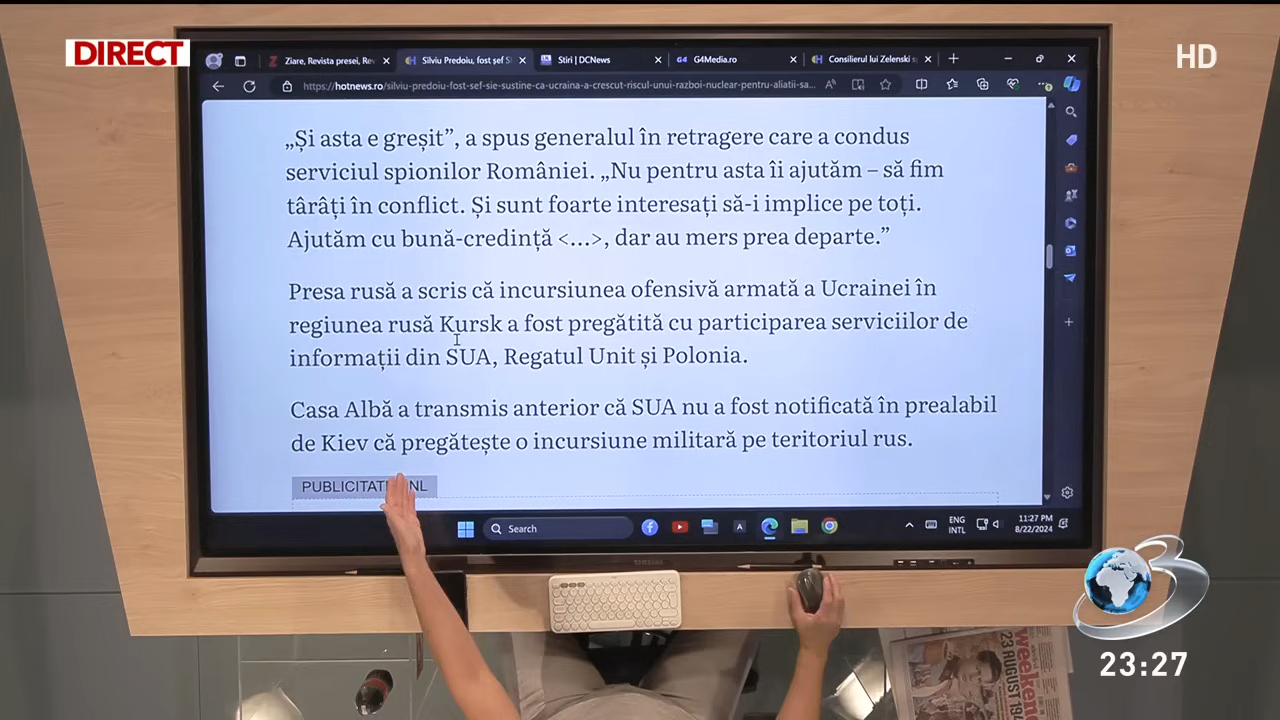 DIRECT
HD
Ziare, Revista presei, Re
Silviu Predoiu, fost șef S
Stiri | DCNews
G4 G4Media.ro
Consilierul lui Zelenski s
https://hotnews.ro/silviu-predoiu-fost-sef-sie-sustine-ca-ucraina-a-crescut-riscul-unui-razboi-nuclear-pentru-aliatii-sa...
„Și asta e greșit”, a spus generalul în retragere care a condus
serviciul spionilor României. „Nu pentru asta îi ajutăm – să fim
târâți în conflict. Și sunt foarte interesați să-i implice pe toți.
Ajutăm cu bună-credință <...>, dar au mers prea departe.”
Presa rusă a scris că incursiunea ofensivă armată a Ucrainei în
regiunea rusă Kursk a fost pregătită cu participarea serviciilor de
informații din SUA, Regatul Unit și Polonia.
Casa Albă a transmis anterior că SUA nu a fost notificată în prealabil
de Kiev că pregătește o incursiune militară pe teritoriul rus.
PUBLICITATE NL
Search
ENG
INTL
11:27 PM
8/22/2024
SAMSUNG
3
23:27
weekend
23 AUGUST 194